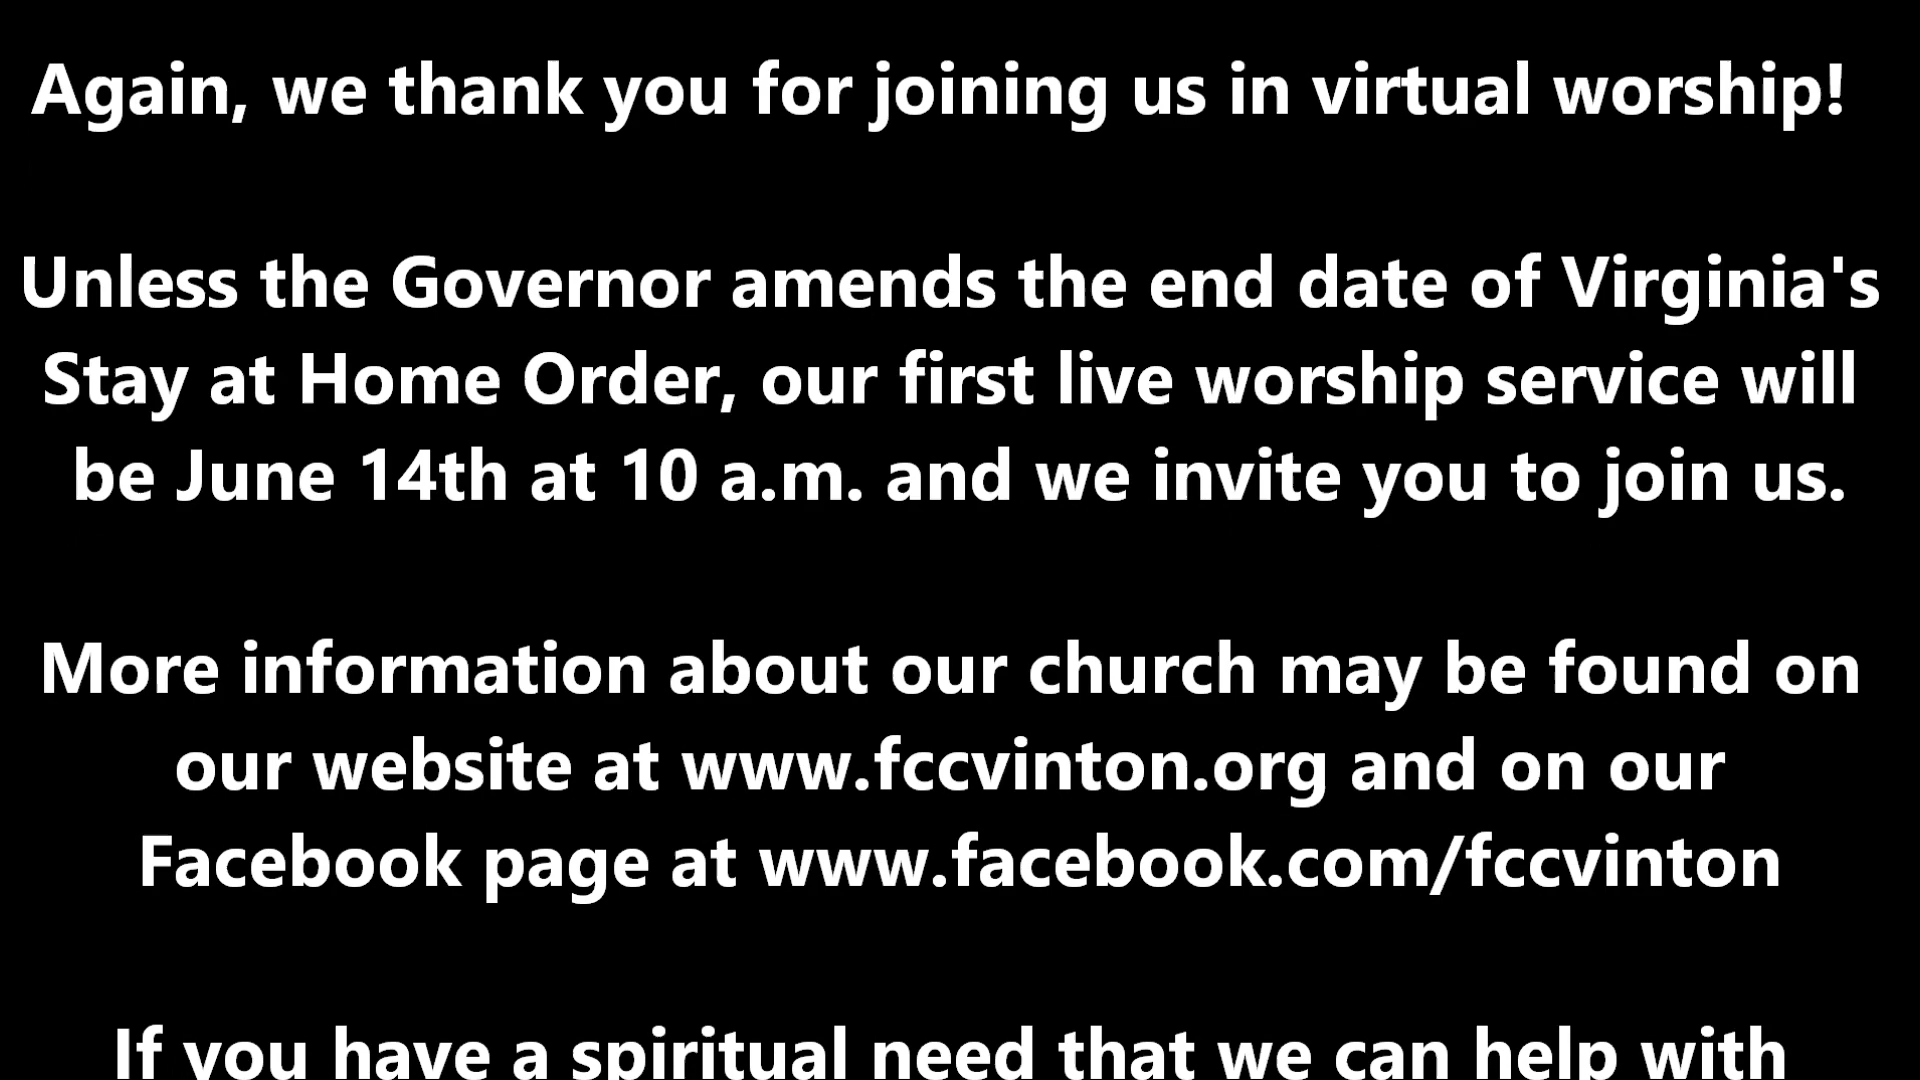 Again, we thank you for joining us in virtual worship!
Unless the Governor amends the end date of Virginia's
Stay at Home Order, our first live worship service will
be June 14th at 10 a.m. and we invite you to join us.
More information about our church may be found on
our website at www.fccvinton.org and on our
Facebook page at www.facebook.com/fccvinton
If you have a spiritual need that we can help with